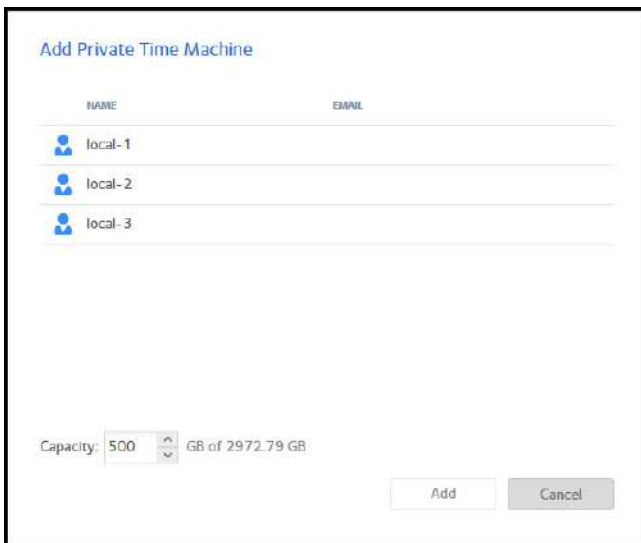 Add Private Time Machine
NAME EMAIL
local-1
local-2
local-3
Capacity: 500 GB of 2972.79 GB
Add Cancel